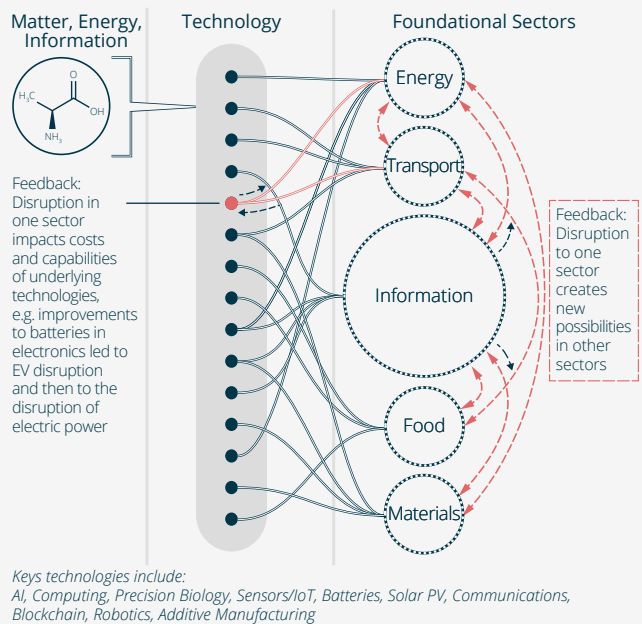 Matter, Energy,
Information
Technology
Foundational Sectors
O
H₃C
OH
NH₃
Feedback:
Disruption in
one sector
impacts costs
and capabilities
of underlying
technologies,
e.g. improvements
to batteries in
electronics led to
EV disruption
and then to the
disruption of
electric power
Energy
Transport
Information
Food
Materials
Feedback:
Disruption
to one
sector
creates
new
possibilities
in other
sectors
Keys technologies include:
AI, Computing, Precision Biology, Sensors/IoT, Batteries, Solar PV, Communications,
Blockchain, Robotics, Additive Manufacturing